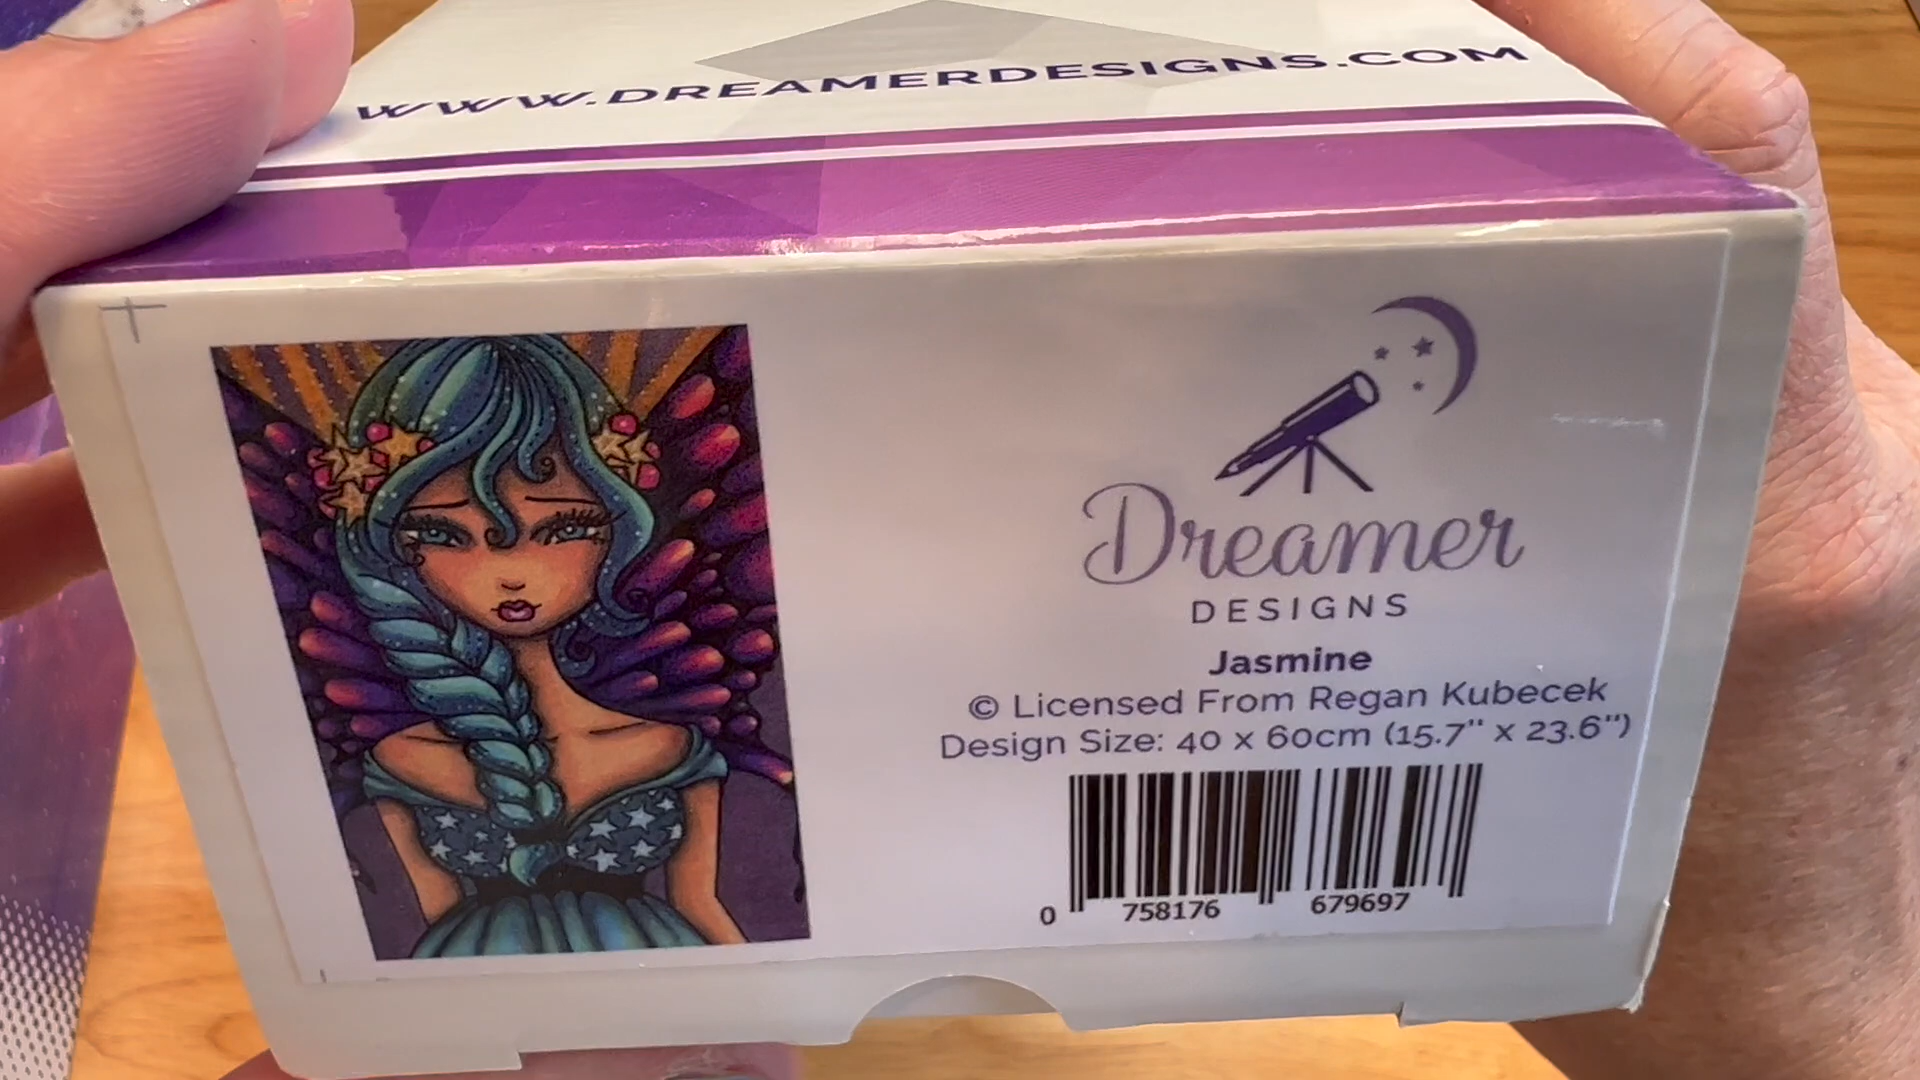 WWW.DREAMERDESIGNS.COM
Dreamer
DESIGNS
Jasmine
© Licensed From Regan Kubecek
Design Size: 40 x 60cm (15.7" x 23.6")
0 758176 679697